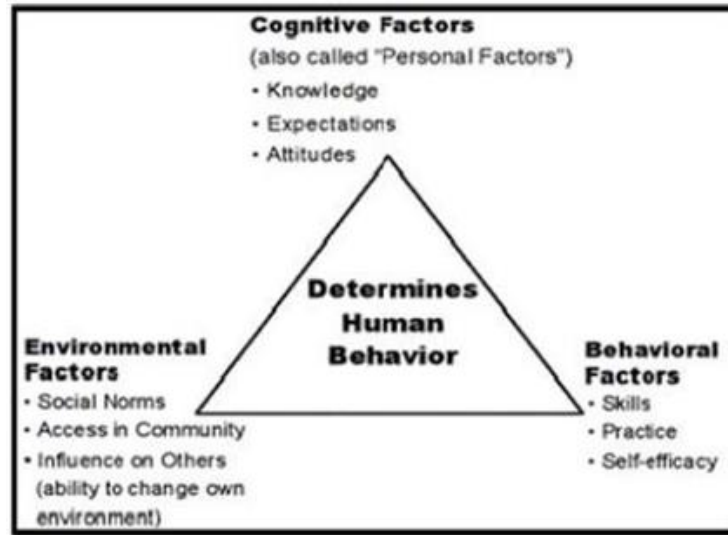 Cognitive Factors
(also called "Personal Factors")
• Knowledge
• Expectations
• Attitudes
Determines
Human
Behavior
Environmental
Factors
• Social Norms
• Access in Community
• Influence on Others
(ability to change own
environment)
Behavioral
Factors
• Skills
• Practice
• Self-efficacy